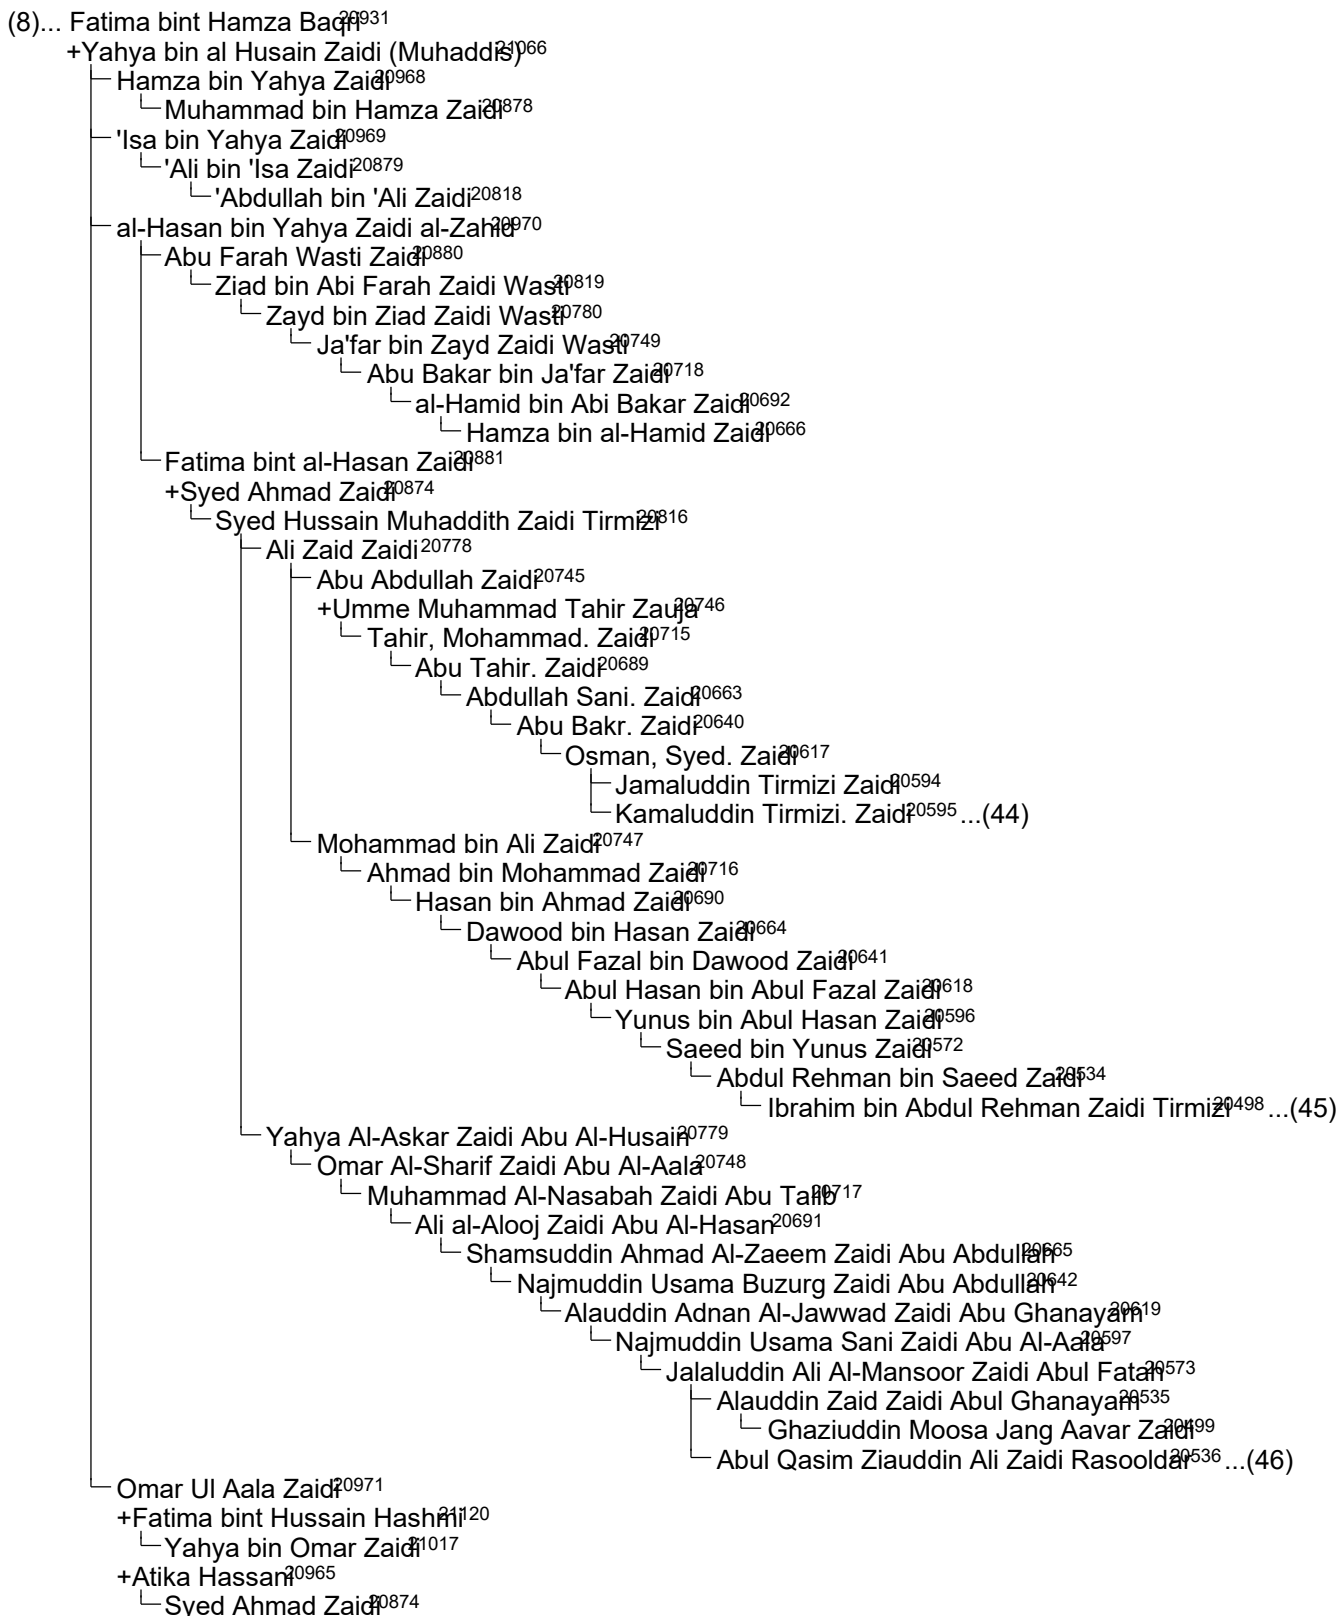 (8)... Fatima bint Hamza Baqri20931
+Yahya bin al Husain Zaidi (Muhaddis)21066
Hamza bin Yahya Zaidi20968
Muhammad bin Hamza Zaidi20878
'Isa bin Yahya Zaidi20969
'Ali bin 'Isa Zaidi20879
'Abdullah bin 'Ali Zaidi20818
al-Hasan bin Yahya Zaidi al-Zahid20970
Abu Farah Wasti Zaidi20880
Ziad bin Abi Farah Zaidi Wasti20819
Zayd bin Ziad Zaidi Wasti20780
Ja'far bin Zayd Zaidi Wasti20749
Abu Bakar bin Ja'far Zaidi20718
al-Hamid bin Abi Bakar Zaidi20692
Hamza bin al-Hamid Zaidi20666
Fatima bint al-Hasan Zaidi20881
+Syed Ahmad Zaidi20874
Syed Hussain Muhaddith Zaidi Tirmizi20816
Ali Zaid Zaidi20778
Abu Abdullah Zaidi20745
+Umme Muhammad Tahir Zauja20746
Tahir, Mohammad. Zaidi20715
Abu Tahir. Zaidi20689
Abdullah Sani. Zaidi20663
Abu Bakr. Zaidi20640
Osman, Syed. Zaidi20617
Jamaluddin Tirmizi Zaidi20594
Kamaluddin Tirmizi. Zaidi20595 ...(44)
Mohammad bin Ali Zaidi20747
Ahmad bin Mohammad Zaidi20716
Hasan bin Ahmad Zaidi20690
Dawood bin Hasan Zaidi20664
Abul Fazal bin Dawood Zaidi20641
Abul Hasan bin Abul Fazal Zaidi20618
Yunus bin Abul Hasan Zaidi20596
Saeed bin Yunus Zaidi20572
Abdul Rehman bin Saeed Zaidi20534
Ibrahim bin Abdul Rehman Zaidi Tirmizi20498 ...(45)
Yahya Al-Askar Zaidi Abu Al-Husain20779
Omar Al-Sharif Zaidi Abu Al-Aala20748
Muhammad Al-Nasabah Zaidi Abu Talib20717
Ali al-Alooj Zaidi Abu Al-Hasan20691
Shamsuddin Ahmad Al-Zaeem Zaidi Abu Abdullah20665
Najmuddin Usama Buzurg Zaidi Abu Abdullah20642
Alauddin Adnan Al-Jawwad Zaidi Abu Ghanayam20619
Najmuddin Usama Sani Zaidi Abu Al-Aala20597
Jalaluddin Ali Al-Mansoor Zaidi Abul Fatah20573
Alauddin Zaid Zaidi Abul Ghanayam20535
Ghaziuddin Moosa Jang Aavar Zaidi20499
Abul Qasim Ziauddin Ali Zaidi Rasooldar20536 ...(46)
Omar Ul Aala Zaidi20971
+Fatima bint Hussain Hashmi21120
Yahya bin Omar Zaidi21017
+Atika Hassani20965
Syed Ahmad Zaidi20874